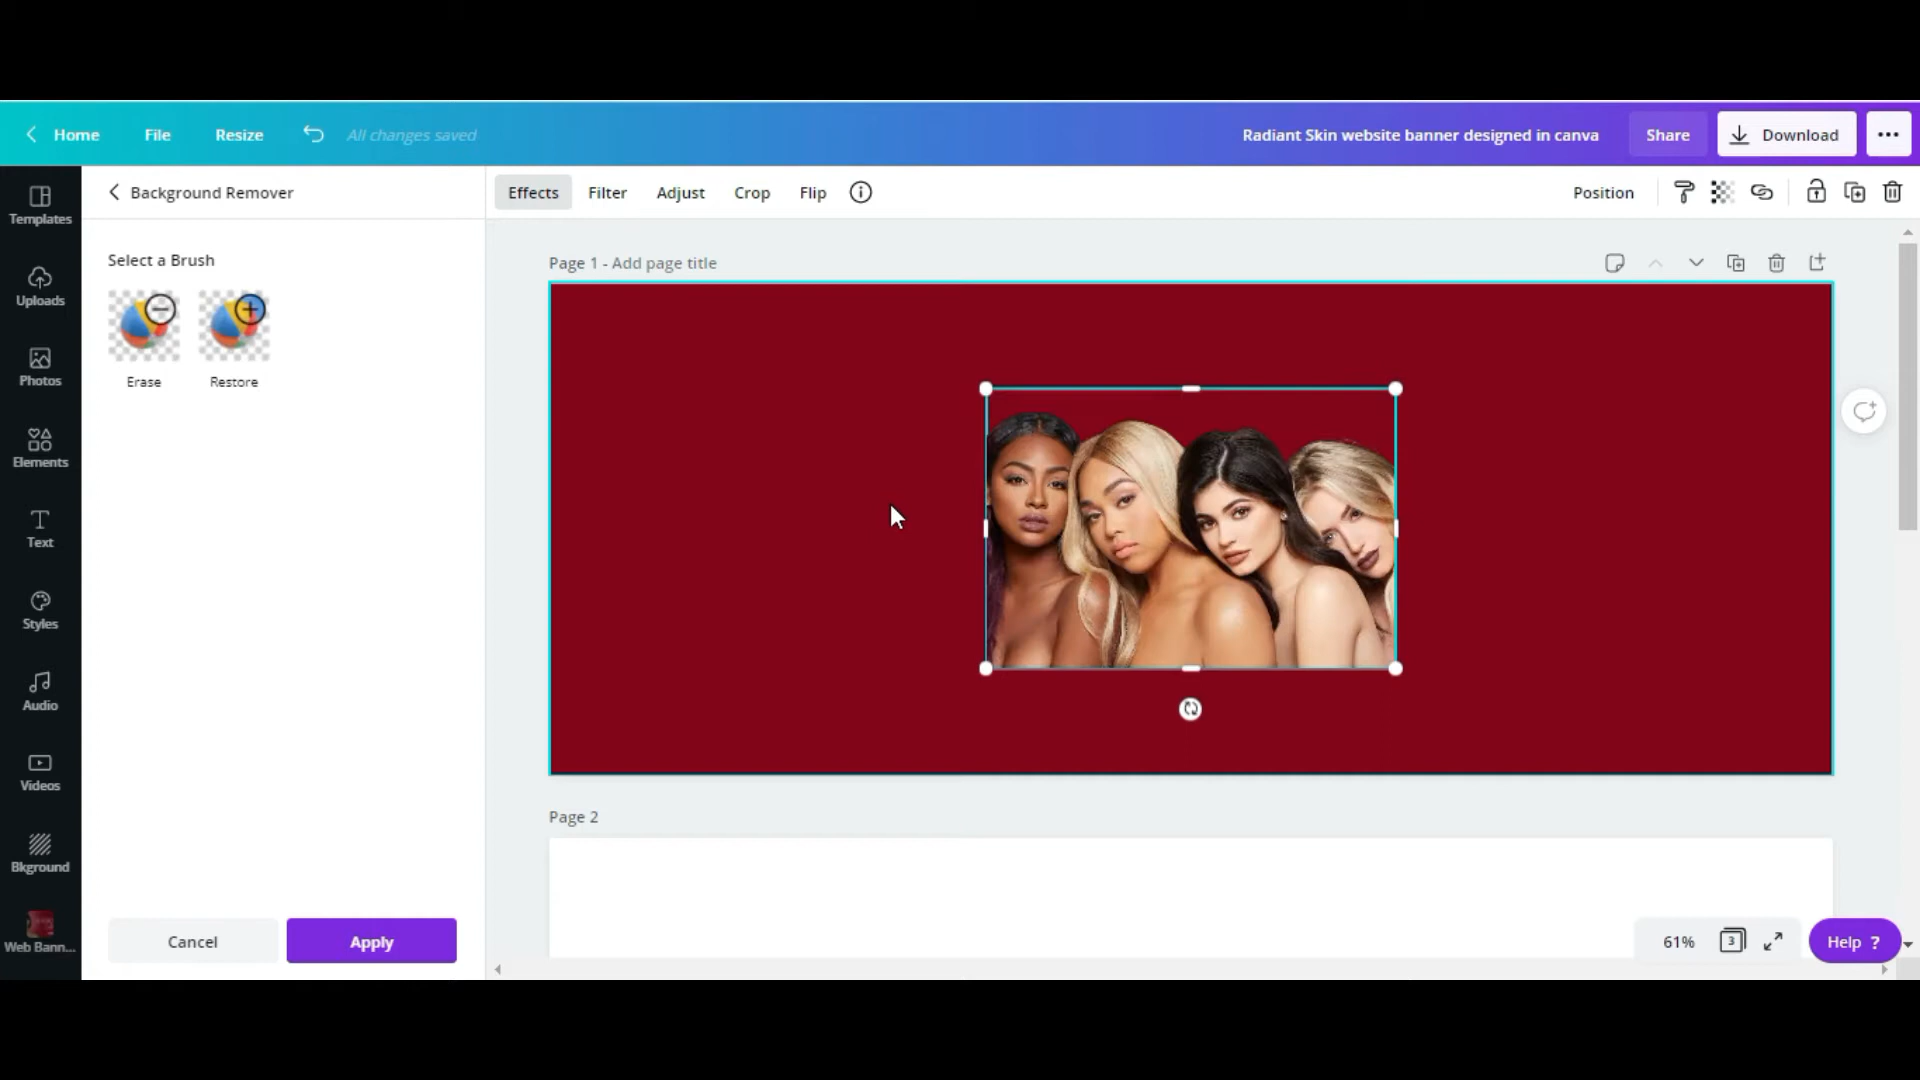 Home File Resize All changes saved Radiant Skin website banner designed in canva Share Download
Background Remover Effects Filter Adjust Crop Flip Position
Templates
Uploads
Photos
Elements
Text
Styles
Audio
Videos
Bkground
Web Bann...
Select a Brush
Erase Restore
Cancel Apply
Page 1 - Add page title
Page 2
61% 3 Help ?